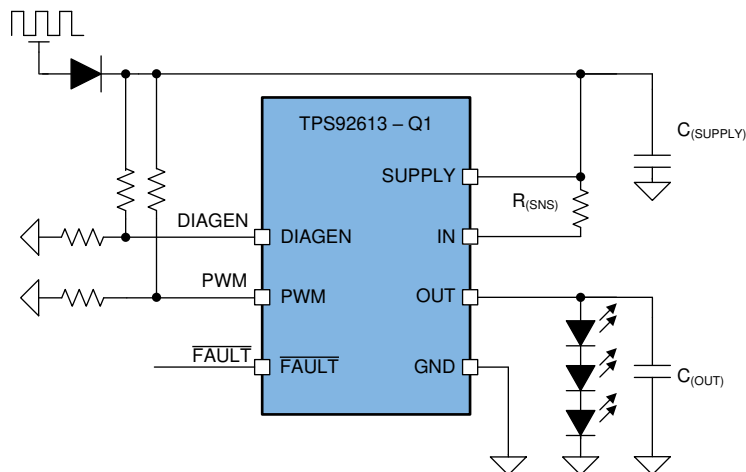 TPS92613 – Q1
C(SUPPLY)
SUPPLY
R(SNS)
DIAGEN
DIAGEN
IN
PWM
PWM
OUT
FAULT
FAULT
GND
C(OUT)